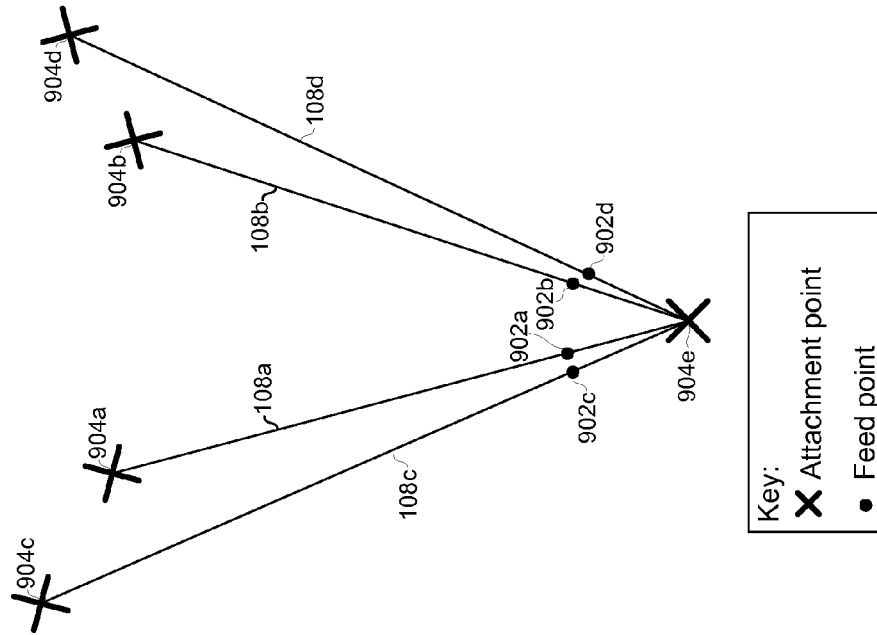 904d
904b
108d
108b
902d
902b
902a
904e
902c
108a
904a
108c
904c
Key:
Attachment point
Feed point